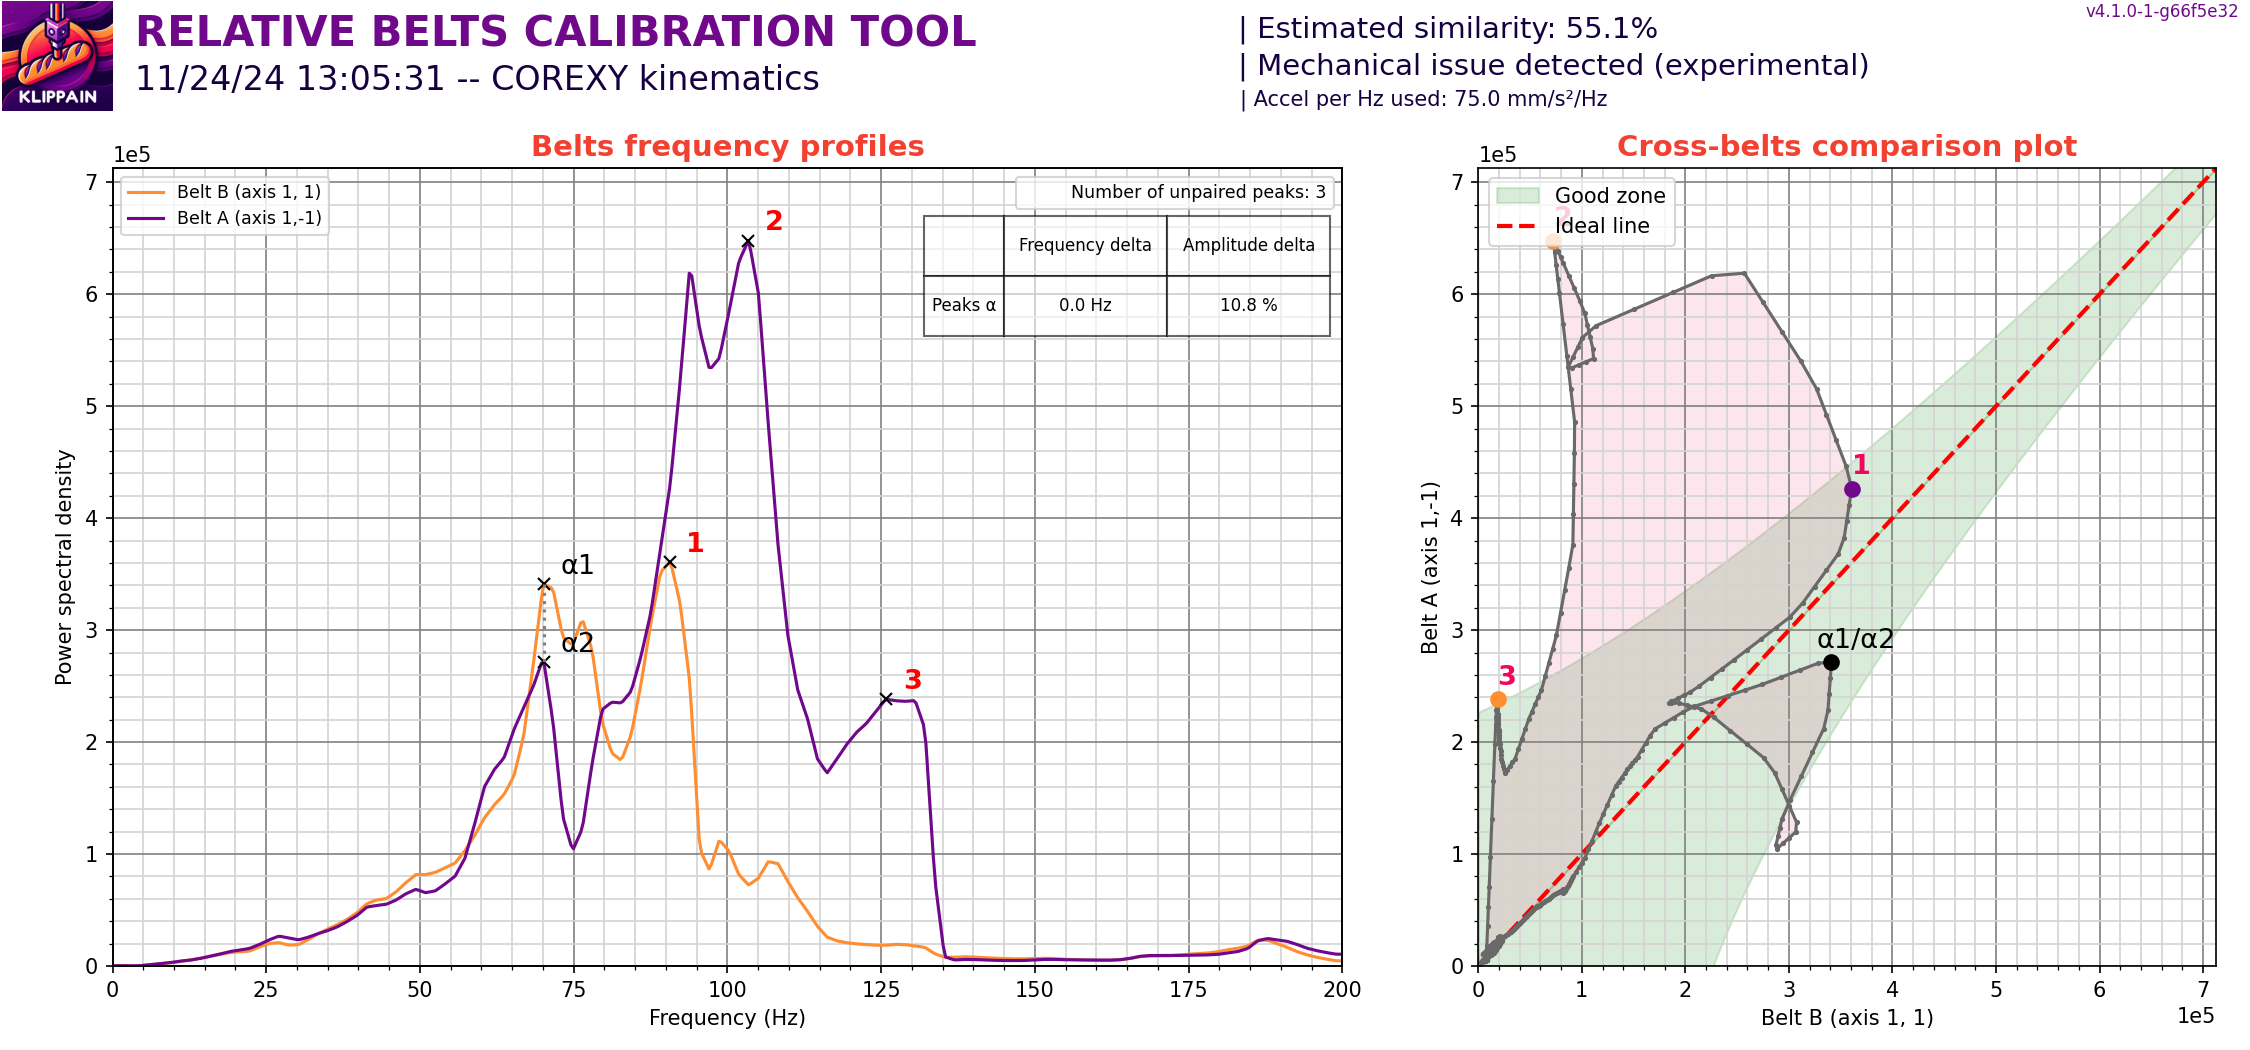 KLIPPAIN
RELATIVE BELTS CALIBRATION TOOL
11/24/24 13:05:31 -- COREXY kinematics
| Estimated similarity: 55.1%
| Mechanical issue detected (experimental)
| Accel per Hz used: 75.0 mm/s²/Hz
v4.1.0-1-g66f5e32
Belts frequency profiles
1e5
Belt B (axis 1, 1)
Belt A (axis 1,-1)
Number of unpaired peaks: 3
Frequency delta Amplitude delta
Peaks α 0.0 Hz 10.8 %
α1
α2
1
2
3
Power spectral density
7
6
5
4
3
2
1
0
0 25 50 75 100 125 150 175 200
Frequency (Hz)
Cross-belts comparison plot
1e5
Good zone
Ideal line
2
1
α1/α2
3
Belt A (axis 1,-1)
7
6
5
4
3
2
1
0
0 1 2 3 4 5 6 7
Belt B (axis 1, 1)
1e5